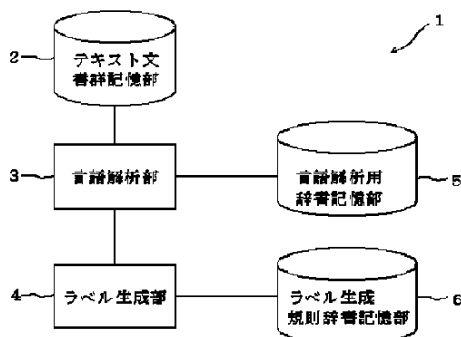 1
2
テキスト文
書群記憶部
3
言語解析部
言語解析用
辞書記憶部
5
4
ラベル生成部
ラベル生成
規則辞書記憶部
6